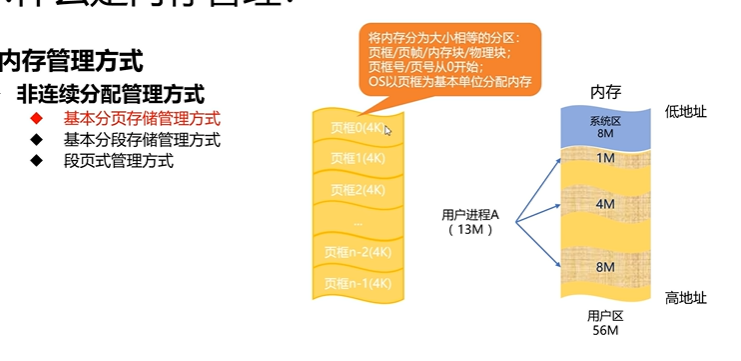 内存管理方式
非连续分配管理方式
基本分页存储管理方式
基本分段存储管理方式
段页式管理方式
将内存分为大小相等的分区：
页框/页帧/内存块/物理块；
页框号/页号从0开始；
OS以页框为基本单位分配内存
页框0(4K)
页框1(4K)
页框2(4K)
...
页框n-2(4K)
页框n-1(4K)
用户进程A
（13M）
内存
低地址
系统区
8M
1M
4M
8M
高地址
用户区
56M